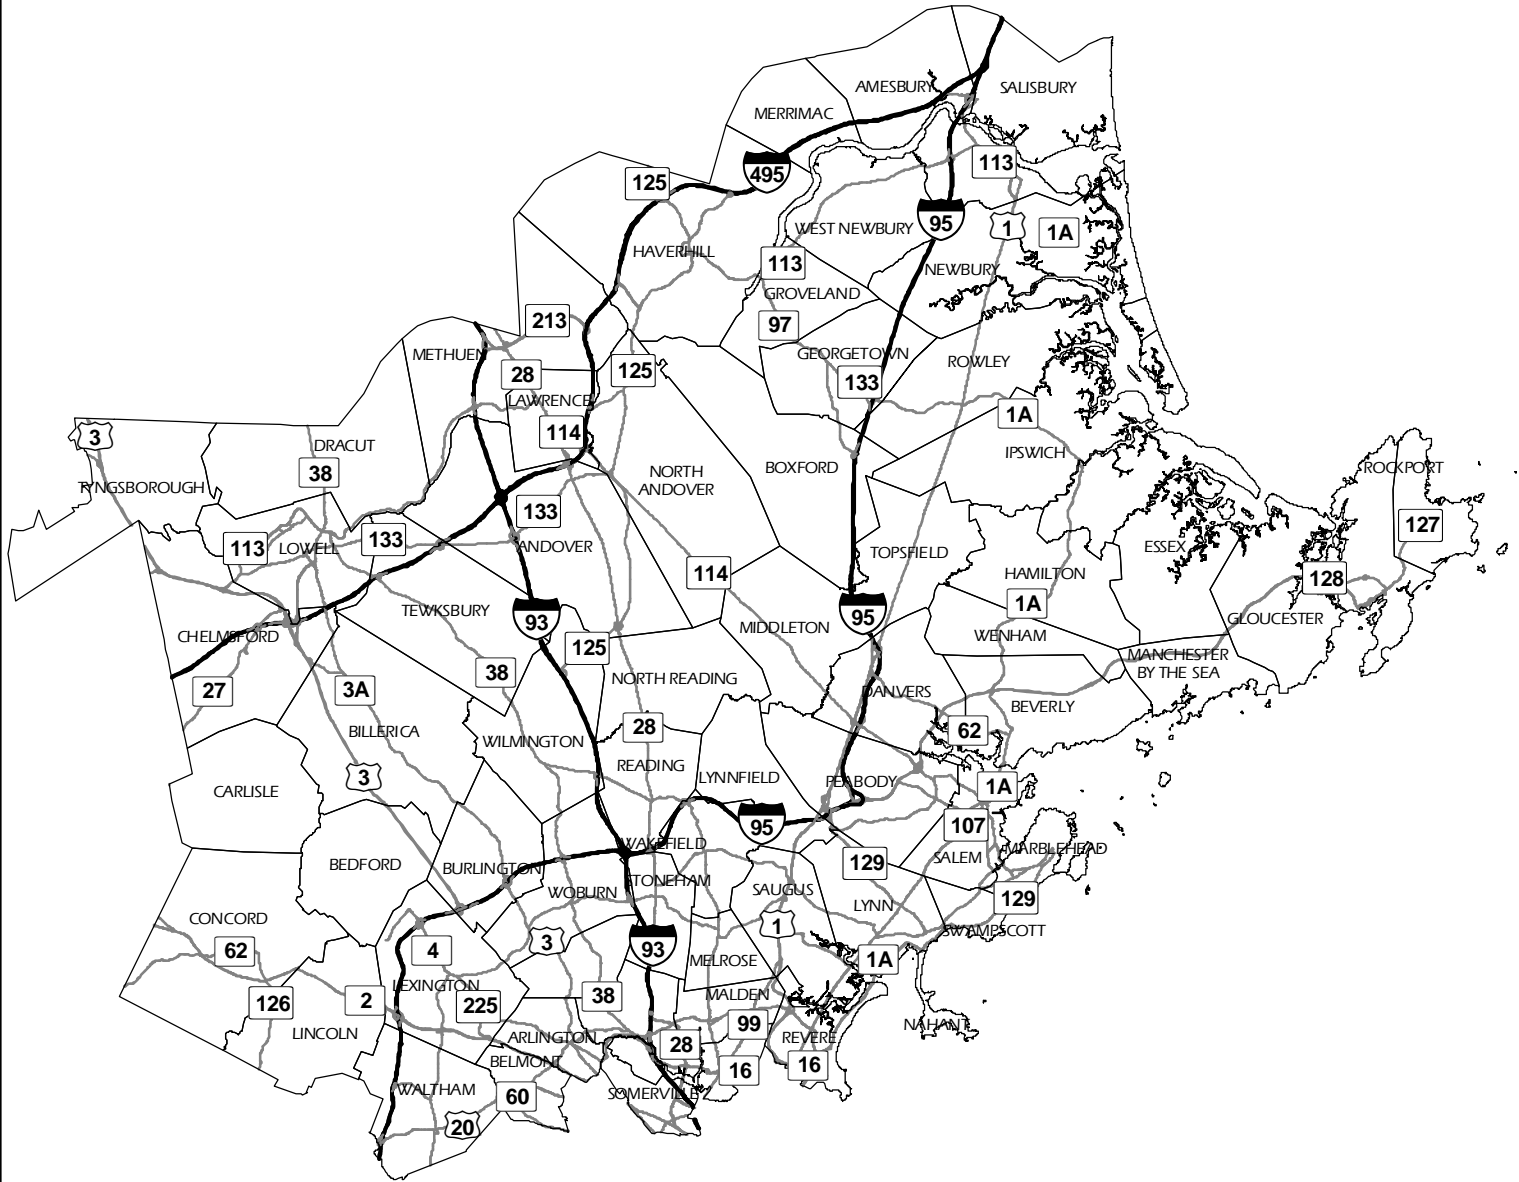 AMESBURY
SALISBURY
MERRIMAC
495
113
125
95
1
1A
WEST NEWBURY
HAVERHILL
113
NEWBURY
GROVELAND
213
97
METHUEN
GEORGETOWN
ROWLEY
28
125
133
LAWRENCE
1A
114
3
DRACUT
IPSWICH
38
BOXFORD
NORTH
ANDOVER
ROCKPORT
TYNGSBOROUGH
133
127
113
LOWELL
133
ANDOVER
TOPSFIELD
ESSEX
114
HAMILTON
128
TEWKSBURY
93
95
1A
GLOUCESTER
CHELMSFORD
125
MIDDLETON
WENHAM
MANCHESTER
BY THE SEA
38
NORTH READING
27
3A
DANVERS
BEVERLY
28
62
BILLERICA
WILMINGTON
READING
3
LYNNFIELD
PEABODY
1A
CARLISLE
95
107
WAKEFIELD
MARBLEHEAD
BEDFORD
BURLINGTON
129
SALEM
STONEHAM
WOBURN
SAUGUS
129
LYNN
CONCORD
1
SWAMPSCOTT
62
4
3
93
MELROSE
1A
LEXINGTON
38
MALDEN
126
2
225
99
NAHANT
LINCOLN
ARLINGTON
28
REVERE
BELMONT
16
16
WALTHAM
60
SOMERVILLE
20